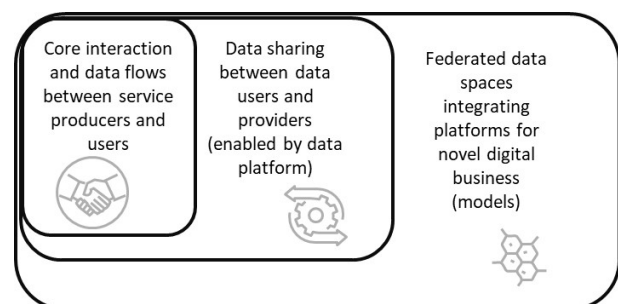 Core interaction
and data flows
between service
producers and
users
Data sharing
between data
users and
providers
(enabled by data
platform)
Federated data
spaces
integrating
platforms for
novel digital
business
(models)